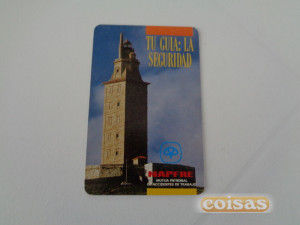 TU GUIA: LA
SEGURIDAD
MAPFRE
MUTUA PATRONAL
DE ACCIDENTES DE TRABAJO
coisas